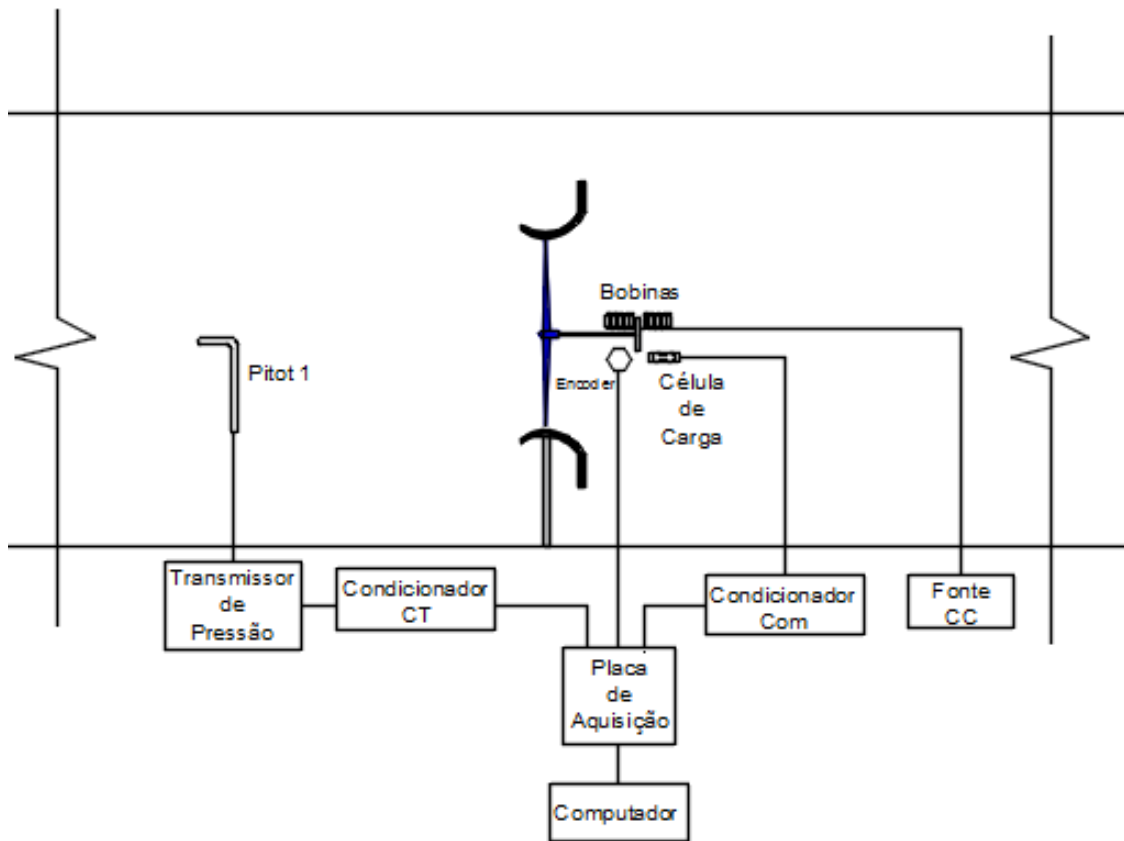 Bobinas
Pitot 1
Encoder
Célula
de
Carga
Transmissor
de
Pressão
Condicionador
CT
Condicionador
Com
Fonte
CC
Placa
de
Aquisição
Computador